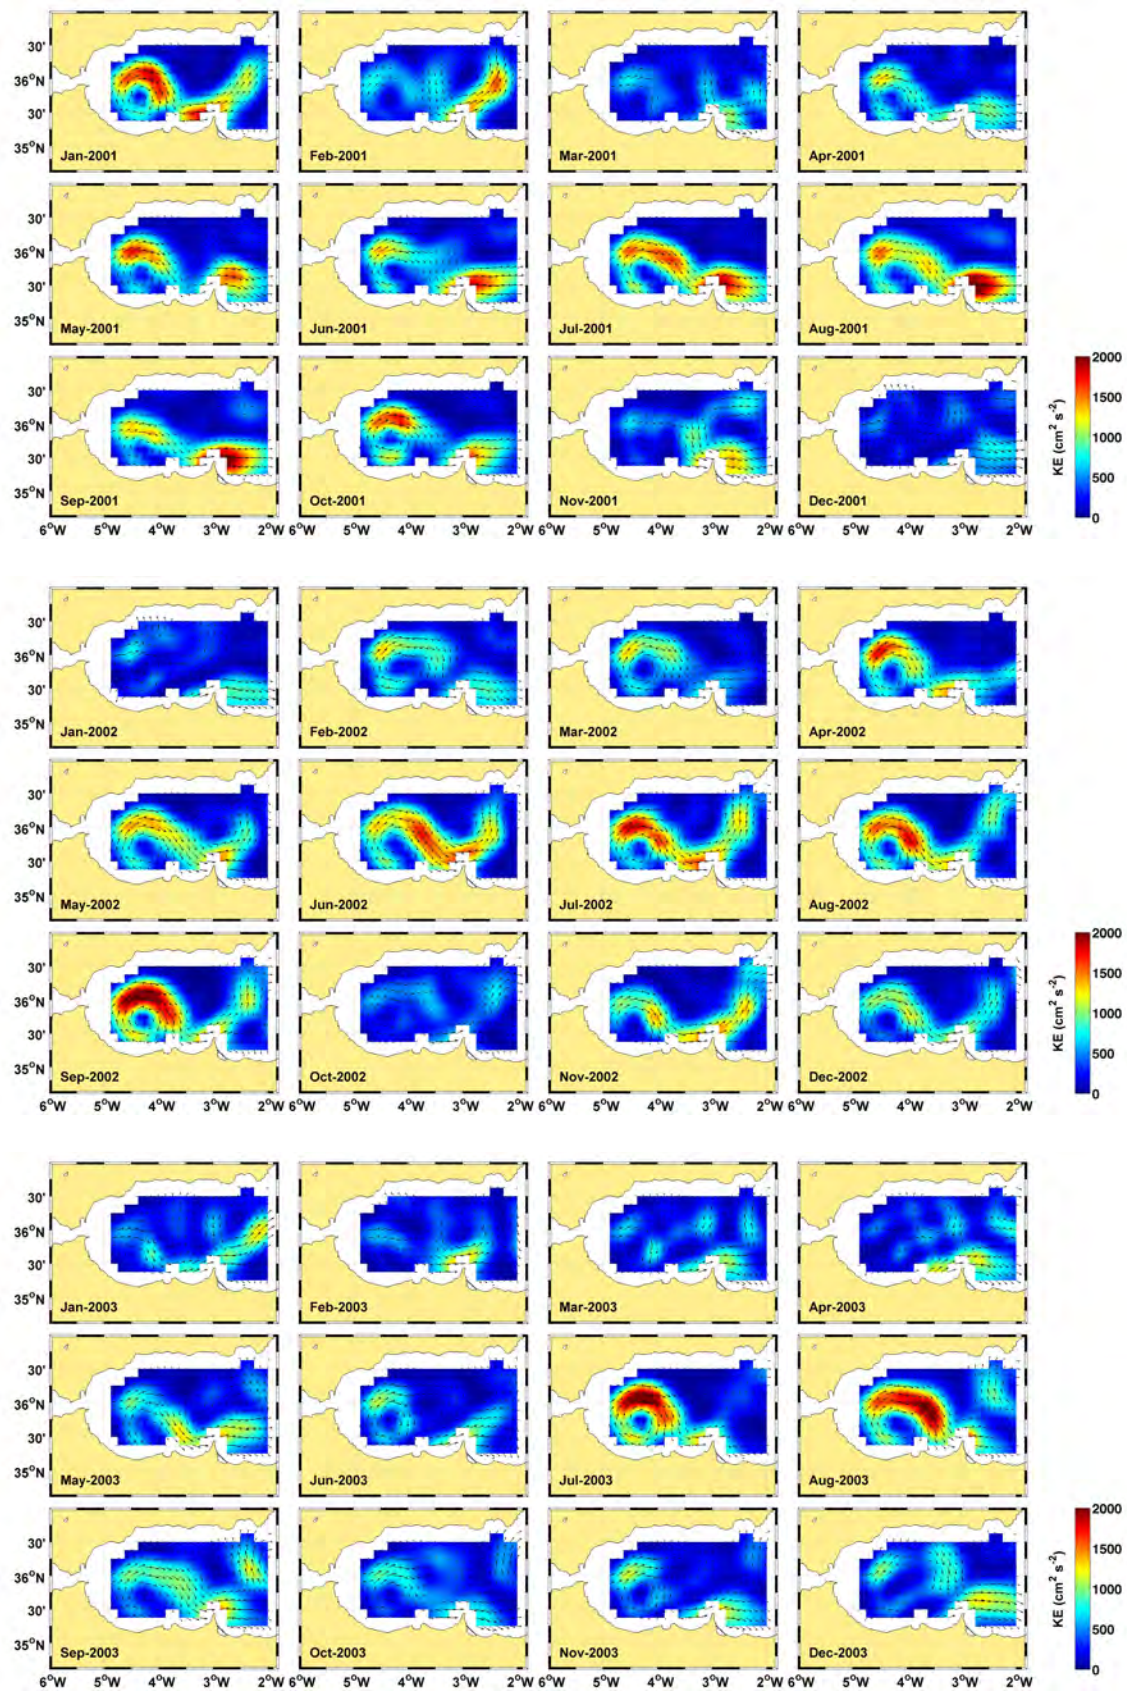 30'
36°N
30'
35°N
Jan-2001 Feb-2001 Mar-2001 Apr-2001
30'
36°N
30'
35°N
May-2001 Jun-2001 Jul-2001 Aug-2001
30'
36°N
30'
35°N
Sep-2001 Oct-2001 Nov-2001 Dec-2001
6°W 5°W 4°W 3°W 2°W 6°W 5°W 4°W 3°W 2°W 6°W 5°W 4°W 3°W 2°W 6°W 5°W 4°W 3°W 2°W
2000
1500
1000
500
0
KE (cm² s⁻²)
30'
36°N
30'
35°N
Jan-2002 Feb-2002 Mar-2002 Apr-2002
30'
36°N
30'
35°N
May-2002 Jun-2002 Jul-2002 Aug-2002
30'
36°N
30'
35°N
Sep-2002 Oct-2002 Nov-2002 Dec-2002
6°W 5°W 4°W 3°W 2°W 6°W 5°W 4°W 3°W 2°W 6°W 5°W 4°W 3°W 2°W 6°W 5°W 4°W 3°W 2°W
2000
1500
1000
500
0
KE (cm² s⁻²)
30'
36°N
30'
35°N
Jan-2003 Feb-2003 Mar-2003 Apr-2003
30'
36°N
30'
35°N
May-2003 Jun-2003 Jul-2003 Aug-2003
30'
36°N
30'
35°N
Sep-2003 Oct-2003 Nov-2003 Dec-2003
6°W 5°W 4°W 3°W 2°W 6°W 5°W 4°W 3°W 2°W 6°W 5°W 4°W 3°W 2°W 6°W 5°W 4°W 3°W 2°W
2000
1500
1000
500
0
KE (cm² s⁻²)